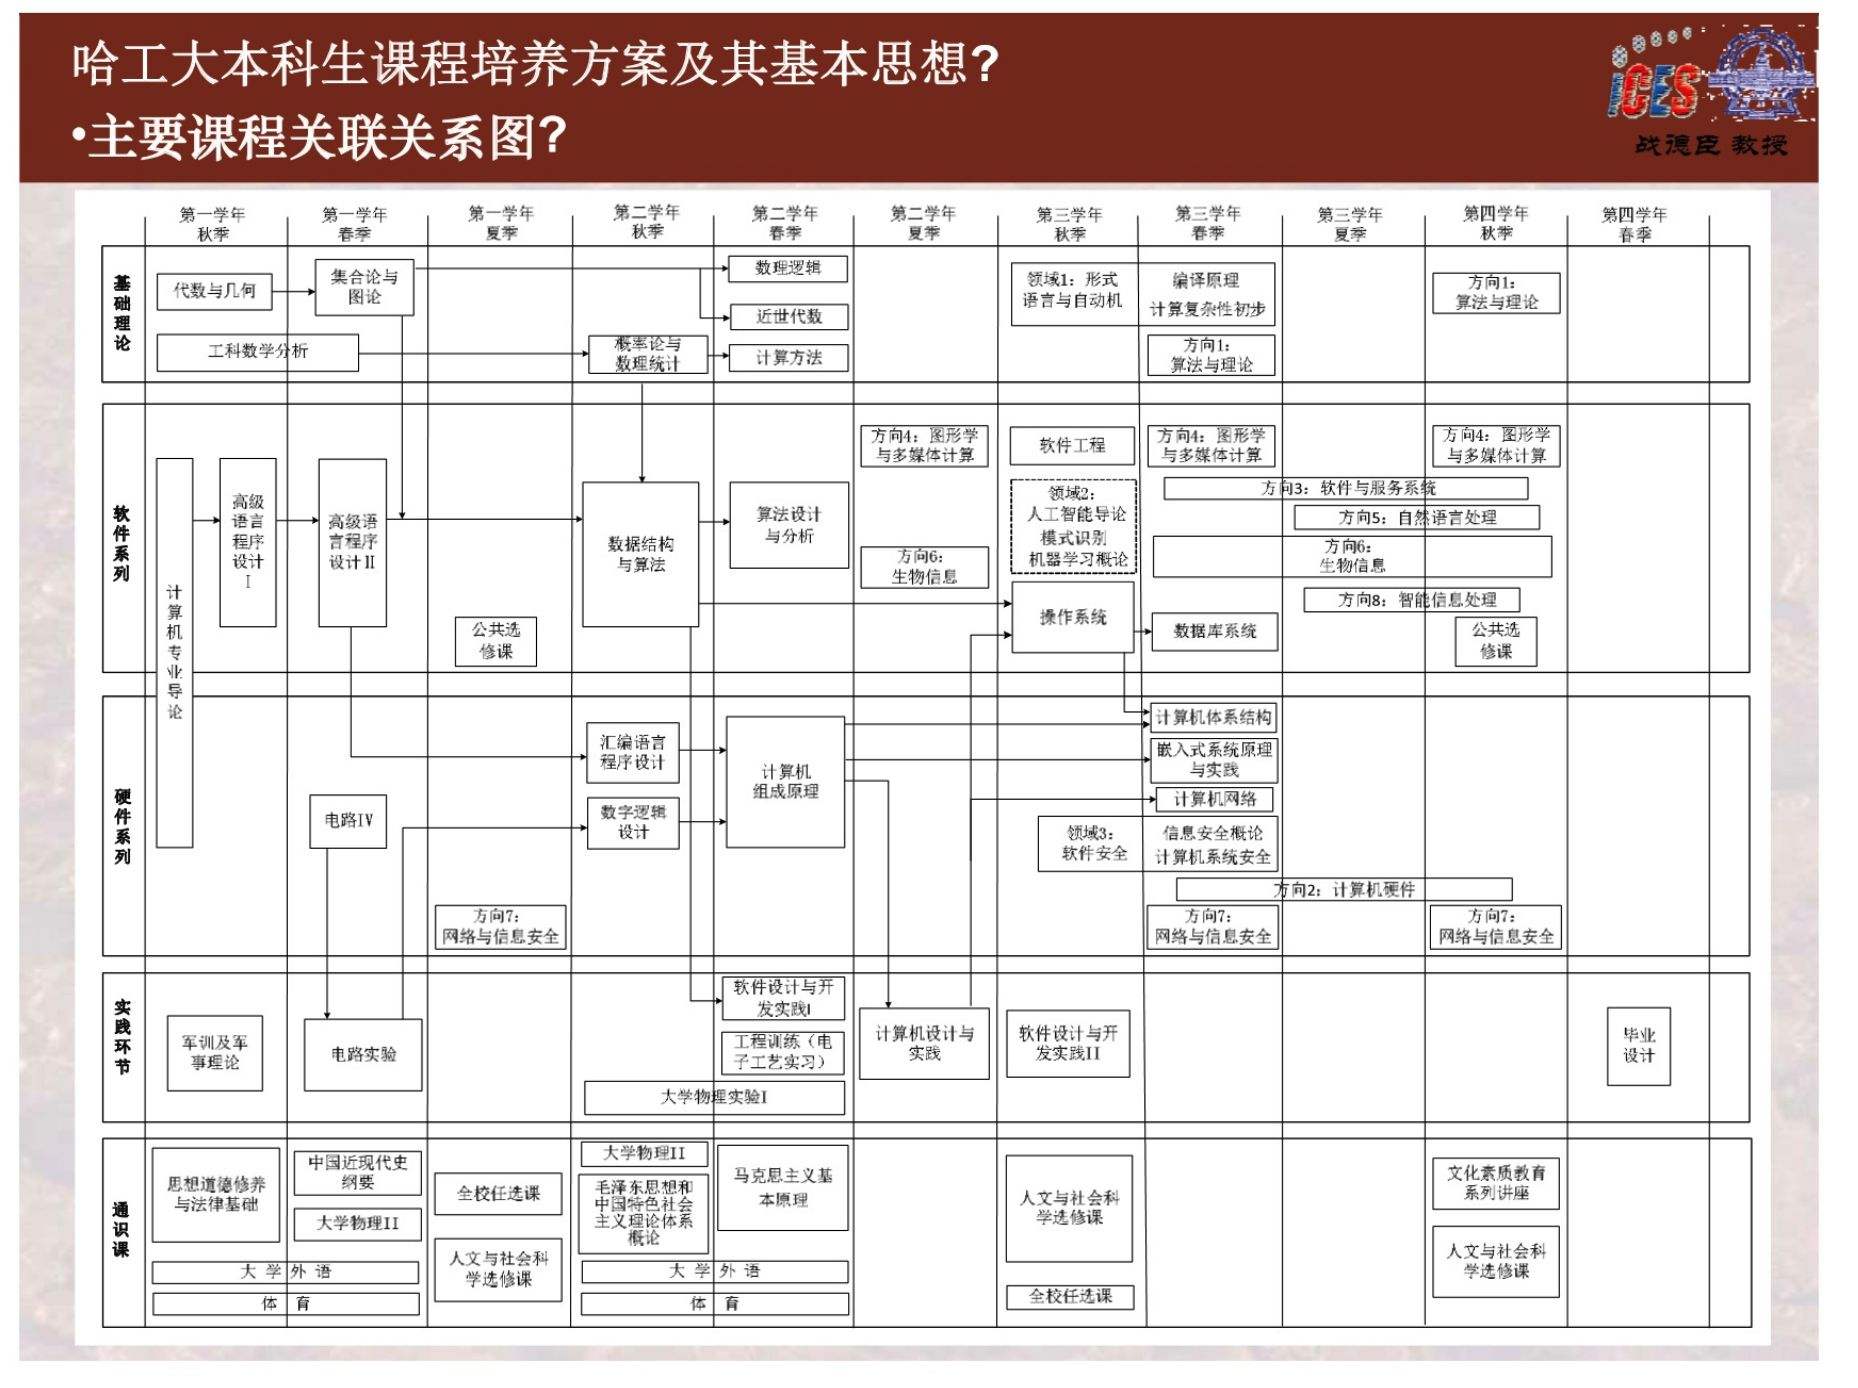 哈工大本科生课程培养方案及其基本思想?
•主要课程关联关系图?
iCES
战德臣 教授
第一学年
秋季
第一学年
春季
第一学年
夏季
第二学年
秋季
第二学年
春季
第二学年
夏季
第三学年
秋季
第三学年
春季
第三学年
夏季
第四学年
秋季
第四学年
春季
基础理论
代数与几何
集合论与
图论
工科数学分析
概率论与
数理统计
数理逻辑
近世代数
计算方法
领域1：形式
语言与自动机
编译原理
计算复杂性初步
方向1：
算法与理论
方向1：
算法与理论
软件系列
计算机专业导论
高级
语言
程序
设计
I
高级语
言程序
设计II
公共选
修课
数据结构
与算法
算法设计
与分析
方向4：图形学
与多媒体计算
方向6：
生物信息
软件工程
领域2：
人工智能导论
模式识别
机器学习概论
操作系统
方向4：图形学
与多媒体计算
方向4：图形学
与多媒体计算
方向3：软件与服务系统
方向5：自然语言处理
方向6：
生物信息
方向8：智能信息处理
数据库系统
公共选
修课
硬件系列
电路IV
方向7：
网络与信息安全
汇编语言
程序设计
数字逻辑
设计
计算机
组成原理
计算机体系结构
嵌入式系统原理
与实践
计算机网络
领域3：
软件安全
信息安全概论
计算机系统安全
方向2：计算机硬件
方向7：
网络与信息安全
方向7：
网络与信息安全
实践环节
军训及军
事理论
电路实验
软件设计与开
发实践I
工程训练（电
子工艺实习）
大学物理实验I
计算机设计与
实践
软件设计与开
发实践II
毕业
设计
通识课
思想道德修养
与法律基础
中国近现代史
纲要
大学物理II
大 学 外 语
体 育
全校任选课
人文与社会科
学选修课
大学物理II
毛泽东思想和
中国特色社会
主义理论体系
概论
马克思主义基
本原理
大 学 外 语
体 育
人文与社会科
学选修课
全校任选课
文化素质教育
系列讲座
人文与社会科
学选修课